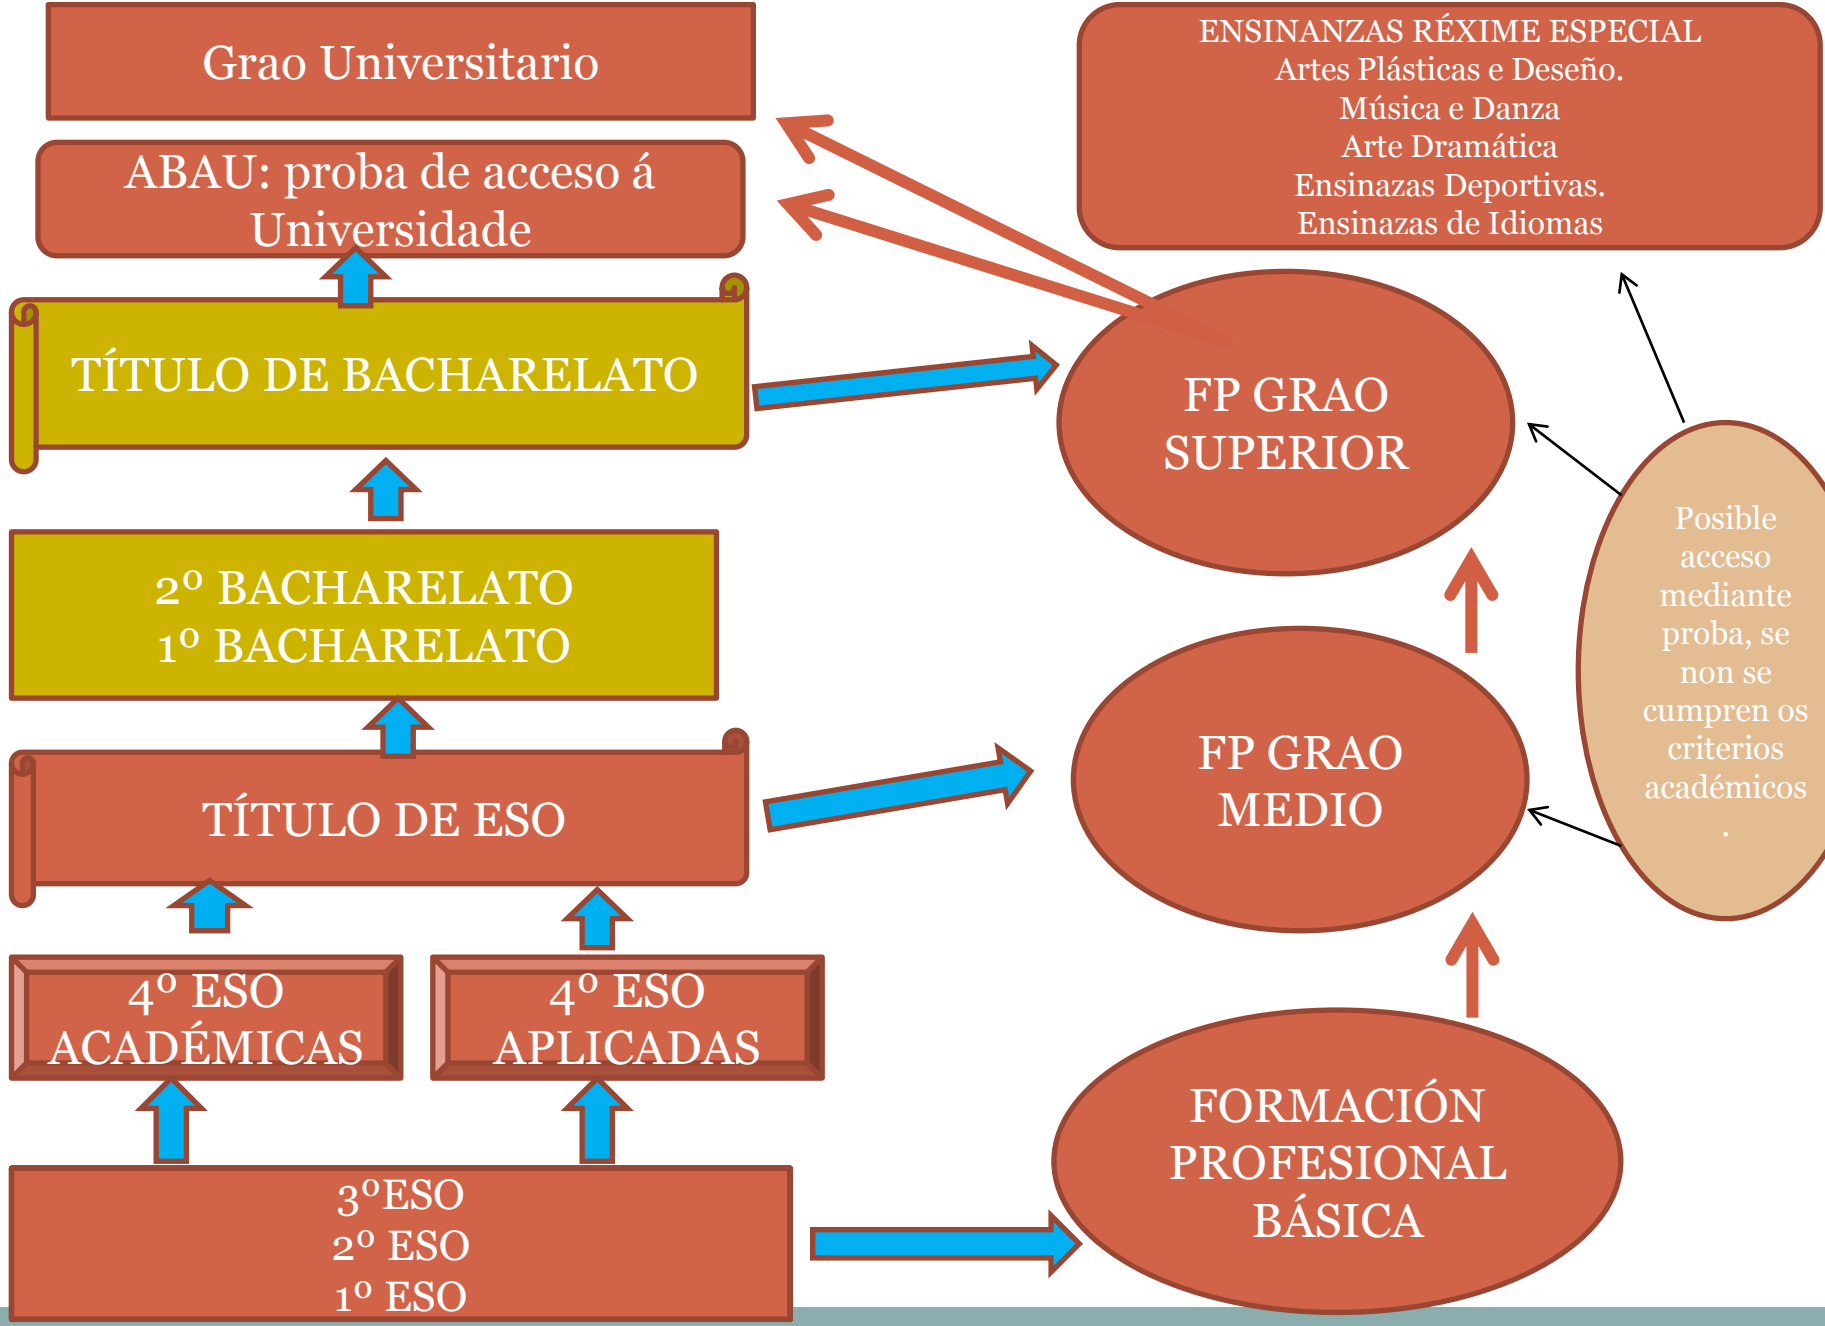 Grao Universitario
ABAU: proba de acceso á
Universidade
TÍTULO DE BACHARELATO
2º BACHARELATO
1º BACHARELATO
TÍTULO DE ESO
4º ESO
ACADÉMICAS
4º ESO
APLICADAS
3ºESO
2º ESO
1º ESO
ENSINANZAS RÉXIME ESPECIAL
Artes Plásticas e Deseño.
Música e Danza
Arte Dramática
Ensinazas Deportivas.
Ensinazas de Idiomas
FP GRAO
SUPERIOR
FP GRAO
MEDIO
FORMACIÓN
PROFESIONAL
BÁSICA
Posible
acceso
mediante
proba, se
non se
cumpren os
criterios
académicos
.